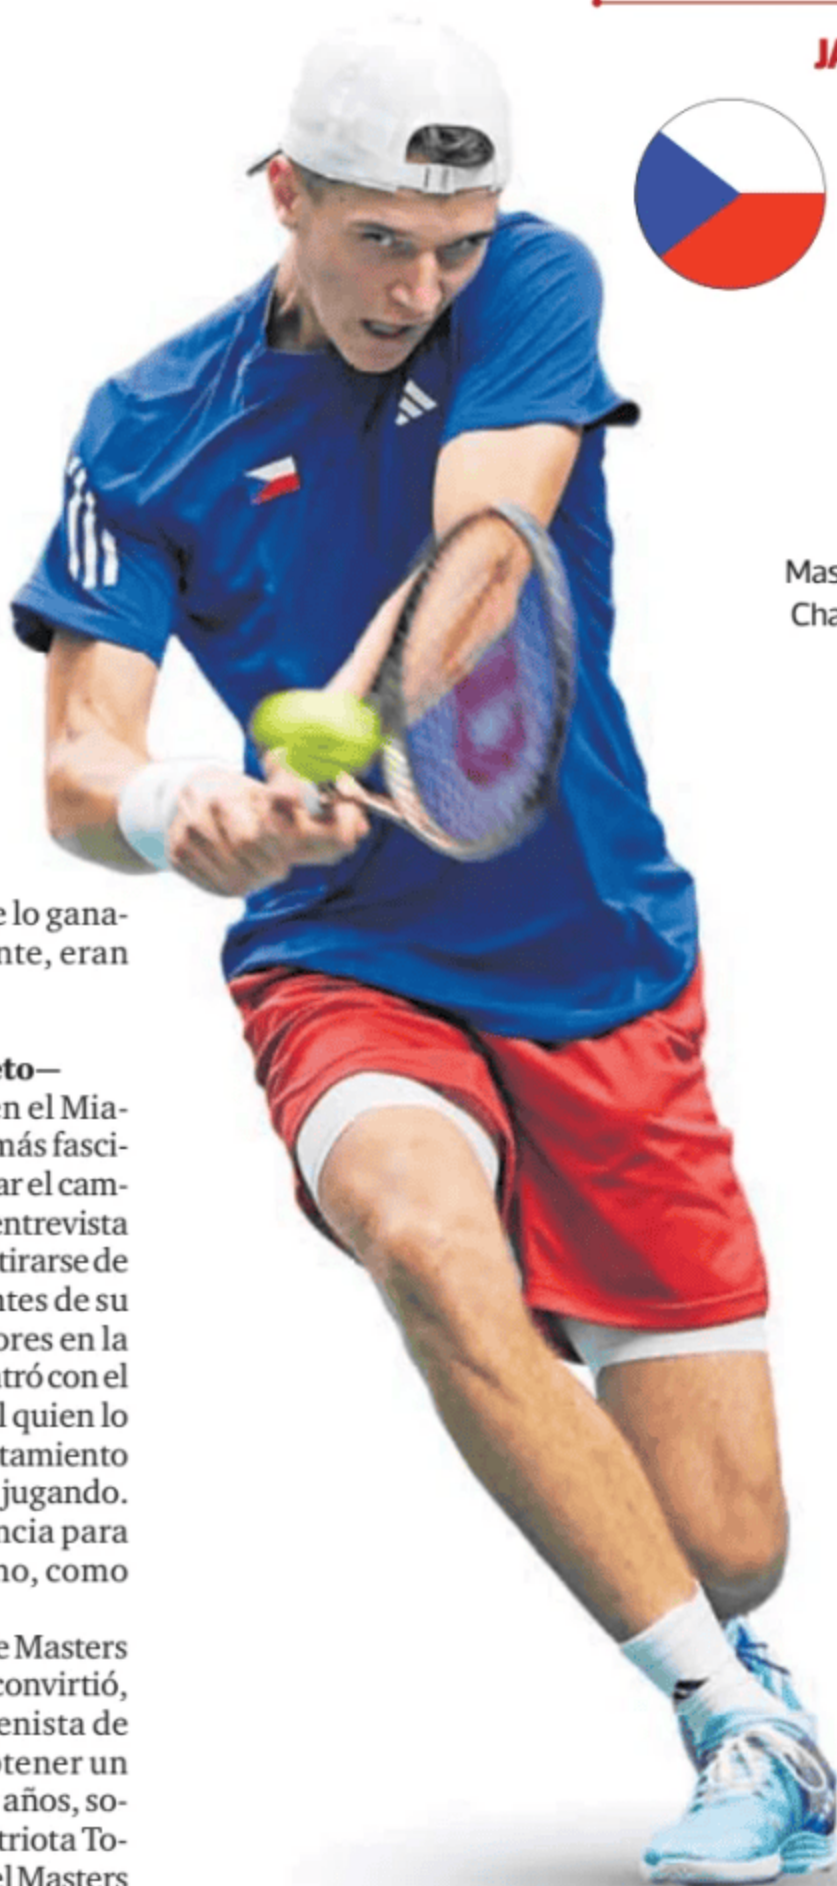 JA
Mas
Cha
e lo gana-
nte, eran
eto—
en el Mia-
más fasci-
ar el cam-
entrevista
tirarse de
ntes de su
ores en la
tró con el
l quien lo
tamiento
jugando.
ncia para
no, como
e Masters
convirtió,
enista de
btener un
años, so-
triota To-
el Masters